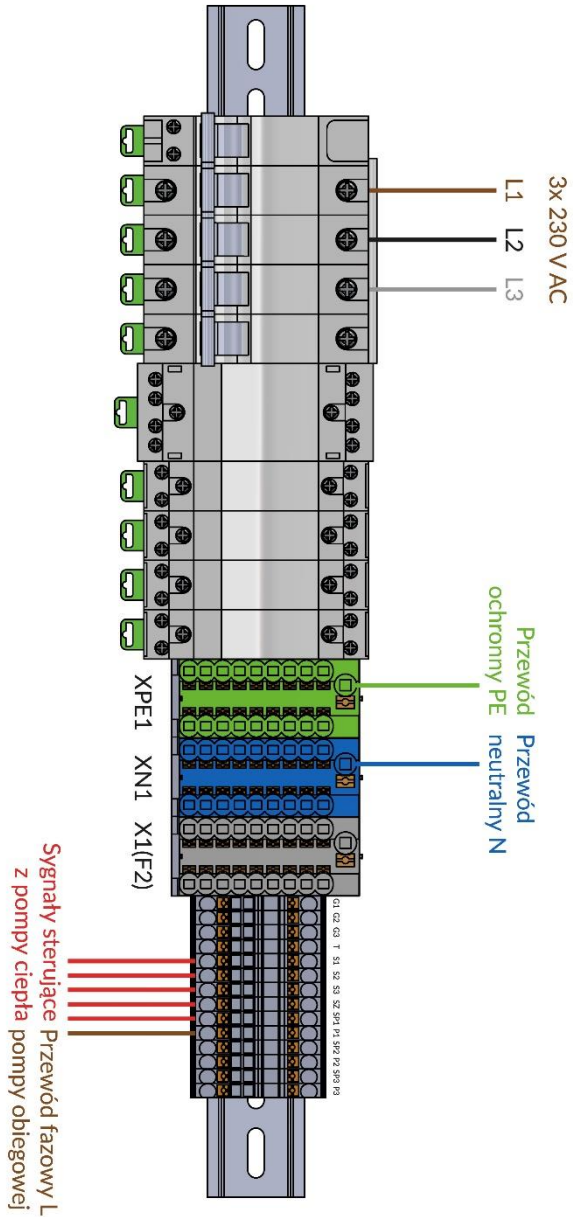 3x 230 V AC
L1
L2
L3
Przewód
ochronny PE
Przewód
neutralny N
XPE1
XN1
X1(F2)
G1 G2 G3 T S1 S2 S3 SZ SP1 P1 SP2 P2 SP3 P3
Sygnały sterujące
z pompy ciepła
Przewód fazowy L
pompy obiegowej